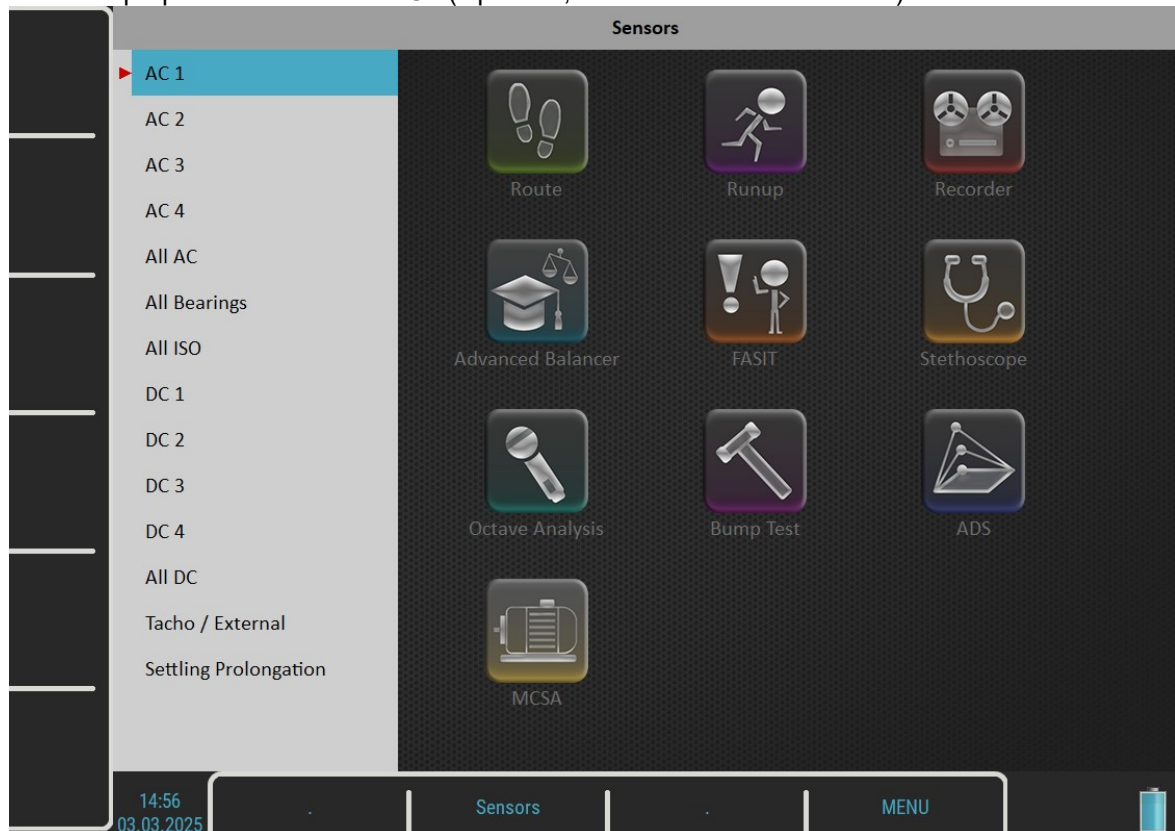 Sensors
AC 1
AC 2
AC 3
AC 4
All AC
All Bearings
All ISO
DC 1
DC 2
DC 3
DC 4
All DC
Tacho / External
Settling Prolongation
Route
Runup
Recorder
Advanced Balancer
FASIT
Stethoscope
Octave Analysis
Bump Test
ADS
MCSA
14:56
03.03.2025
.
Sensors
.
MENU